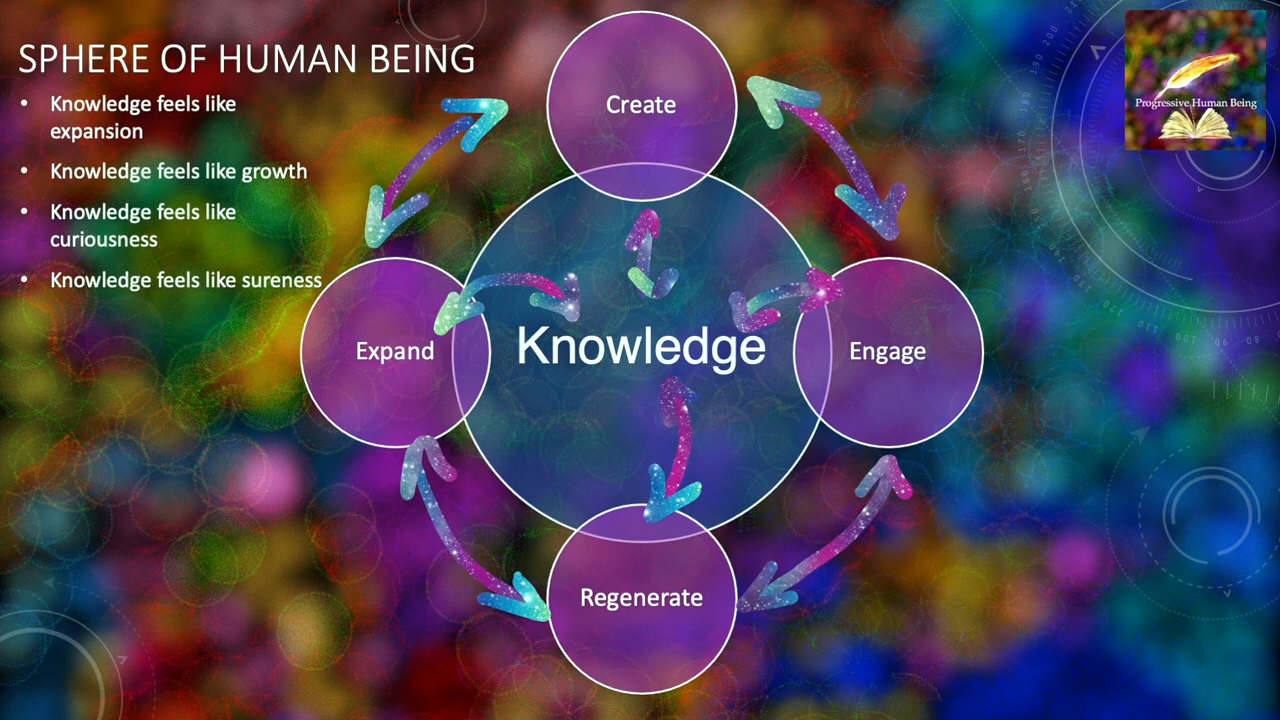 SPHERE OF HUMAN BEING
• Knowledge feels like
expansion
• Knowledge feels like growth
• Knowledge feels like
curiousness
• Knowledge feels like sureness
Create
Expand
Knowledge
Engage
Regenerate
Progressive Human Being